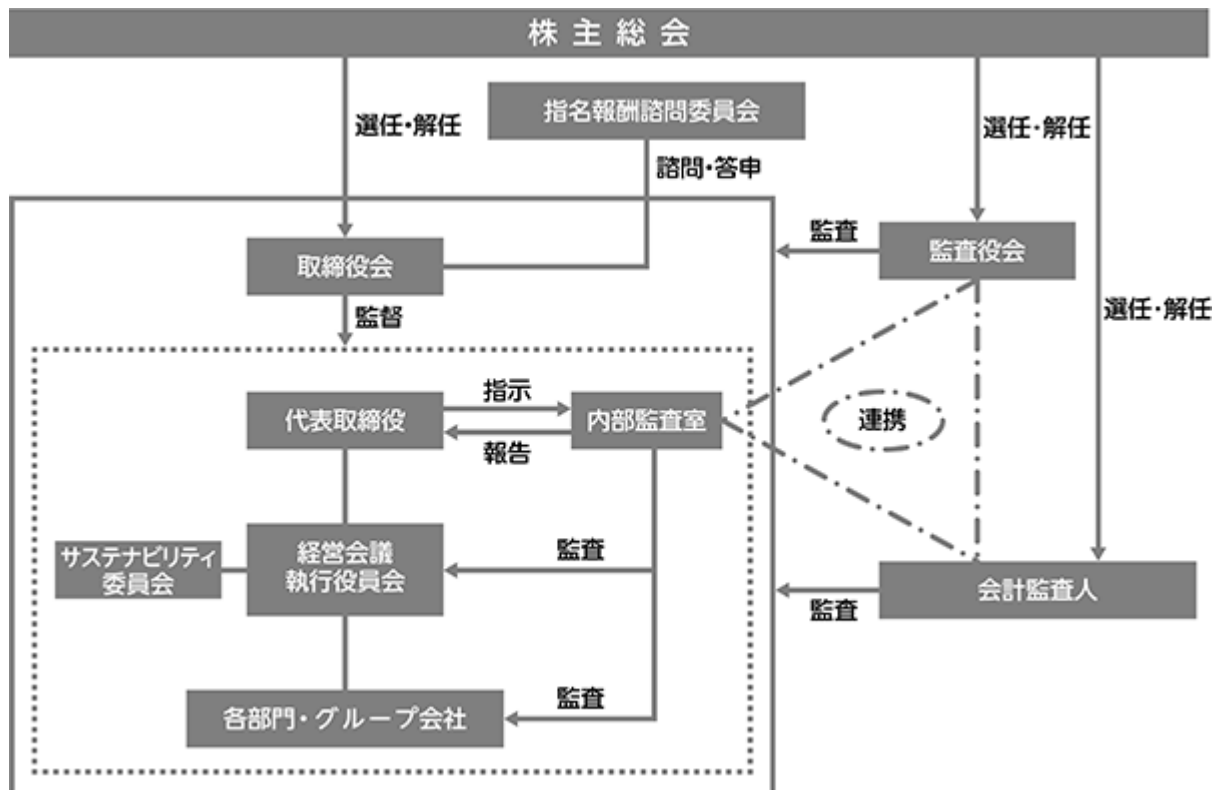 株主総会
選任・解任
指名報酬諮問委員会
選任・解任
諮問・答申
取締役会
監査
監査役会
監督
選任・解任
代表取締役
指示
報告
内部監査室
連携
サステナビリティ
委員会
経営会議
執行役員会
監査
監査
会計監査人
各部門・グループ会社
監査